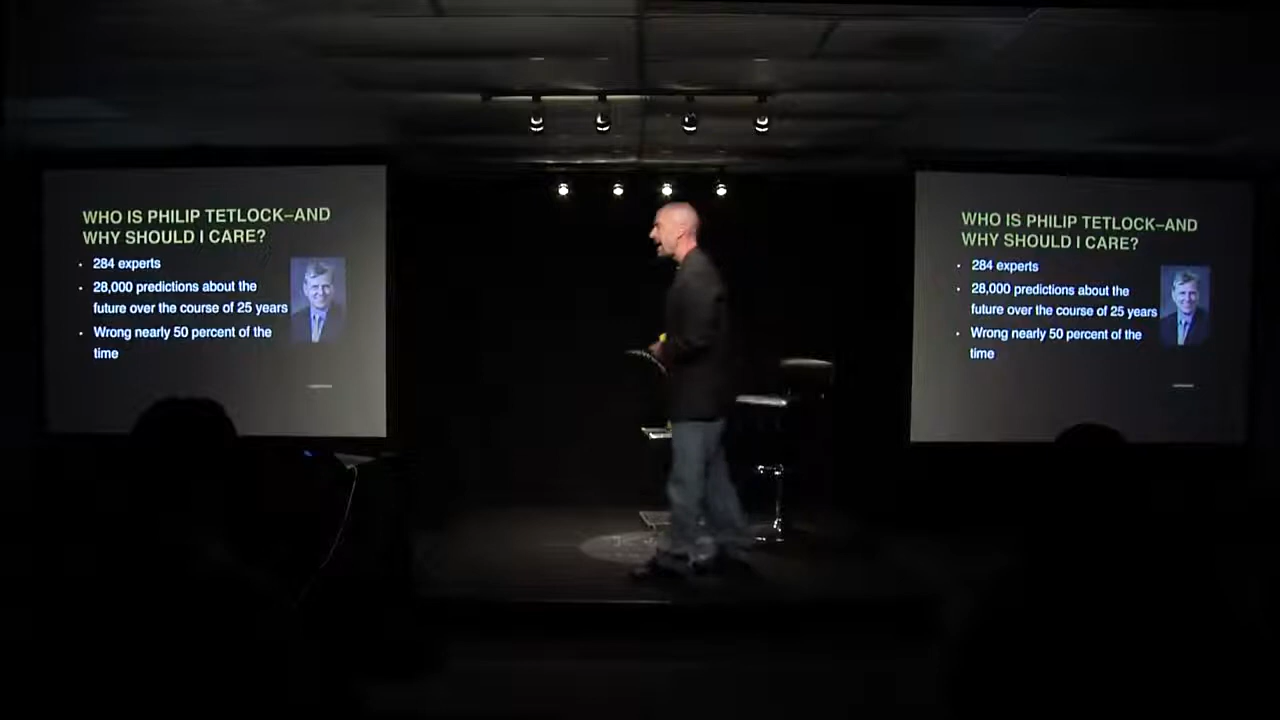 WHO IS PHILIP TETLOCK–AND
WHY SHOULD I CARE?
• 284 experts
• 28,000 predictions about the
future over the course of 25 years
• Wrong nearly 50 percent of the
time
WHO IS PHILIP TETLOCK–AND
WHY SHOULD I CARE?
• 284 experts
• 28,000 predictions about the
future over the course of 25 years
• Wrong nearly 50 percent of the
time